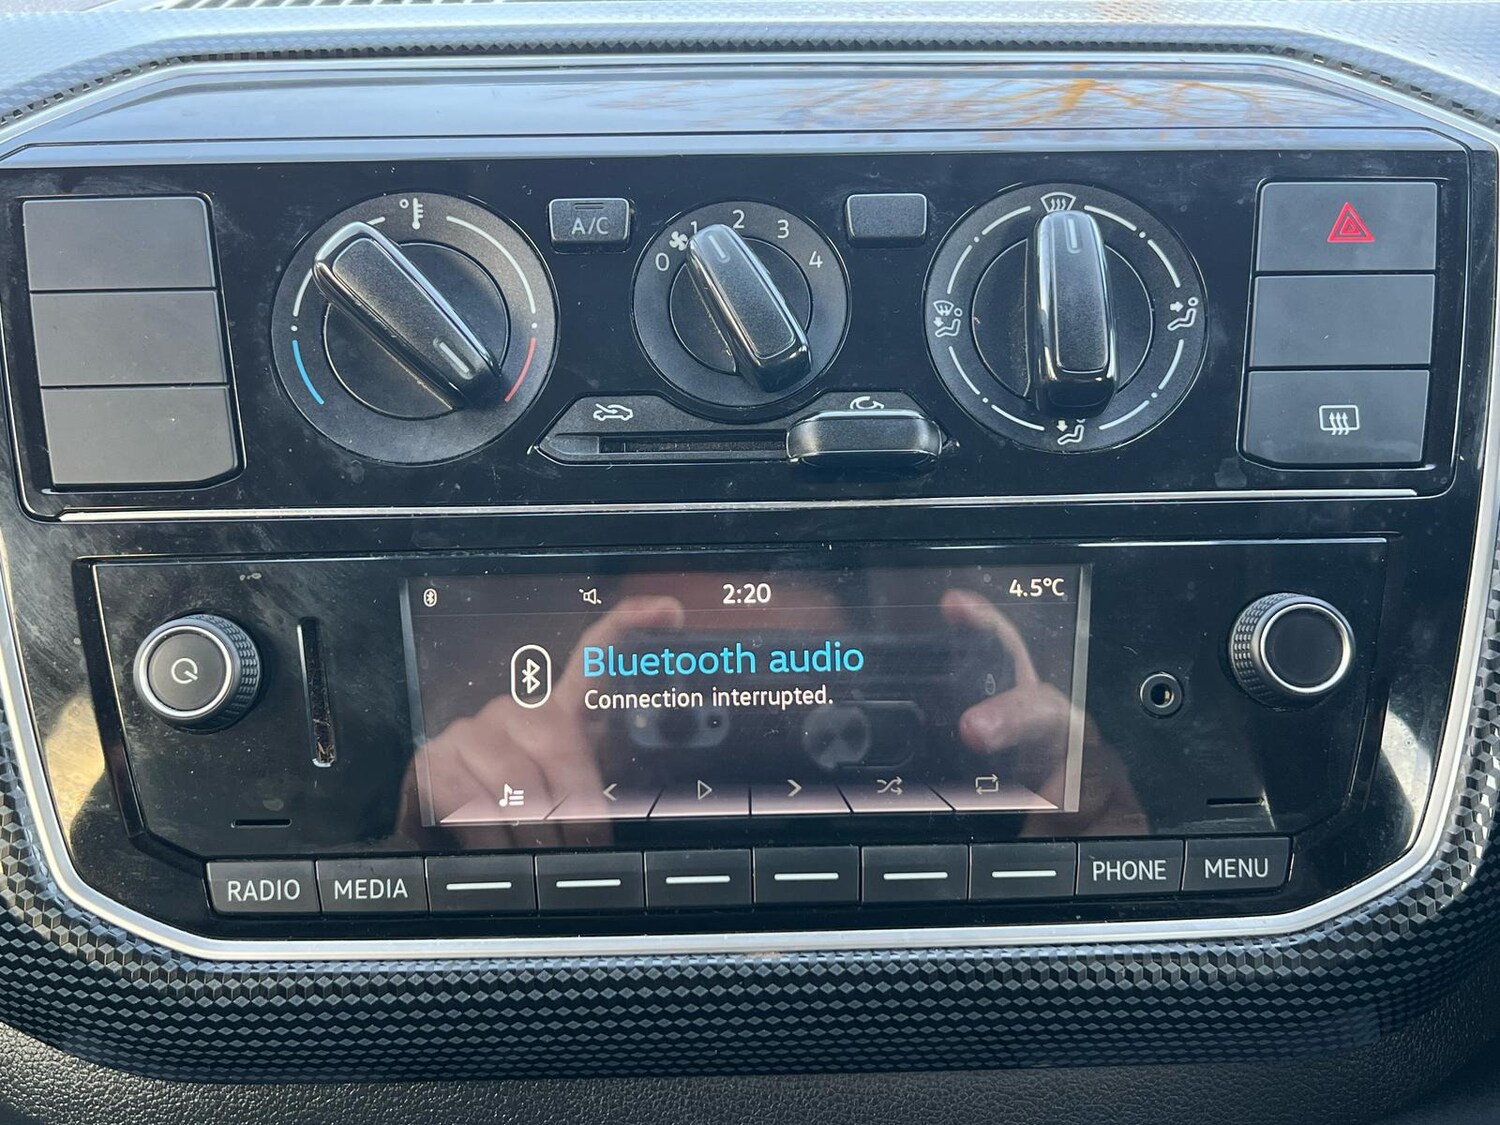 A/C
0 1 2 3 4
2:20
4.5°C
Bluetooth audio
Connection interrupted.
RADIO
MEDIA
PHONE
MENU